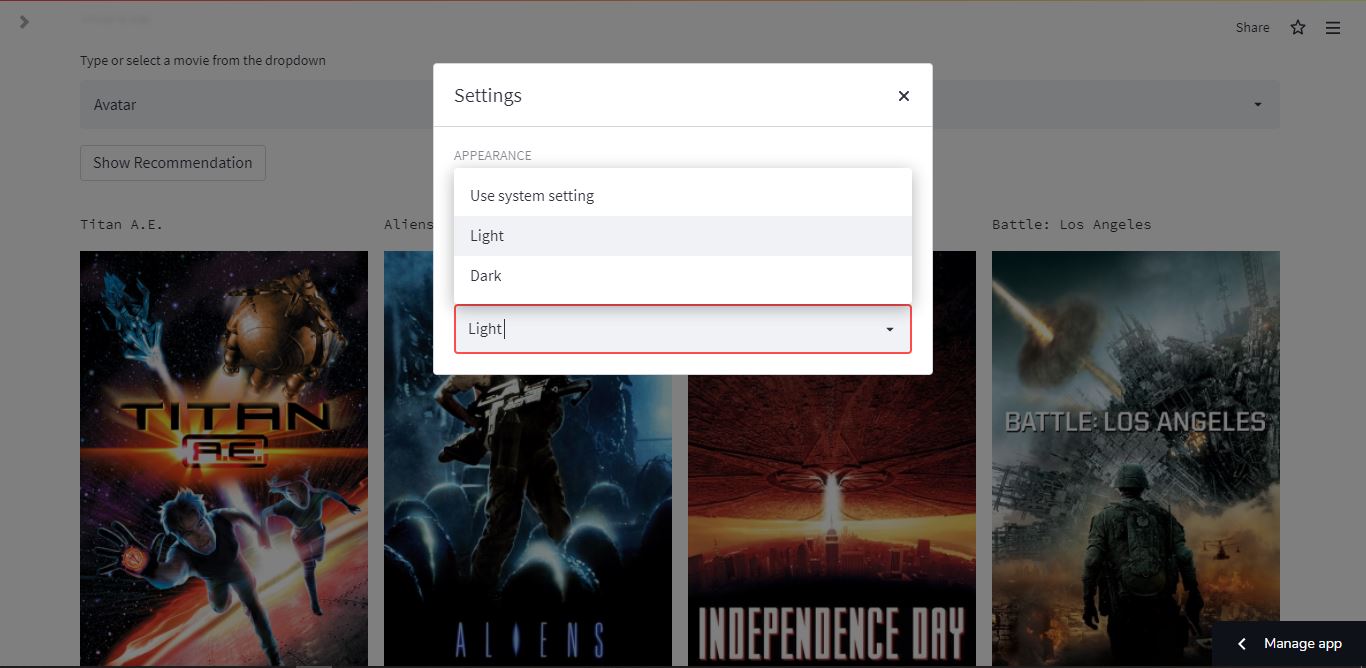 Share
Type or select a movie from the dropdown
Avatar
Show Recommendation
Settings
APPEARANCE
Use system setting
Light
Dark
Light
Titan A.E.
Aliens
Battle: Los Angeles
TITAN
A.E.
ALIENS
INDEPENDENCE DAY
BATTLE: LOS ANGELES
Manage app